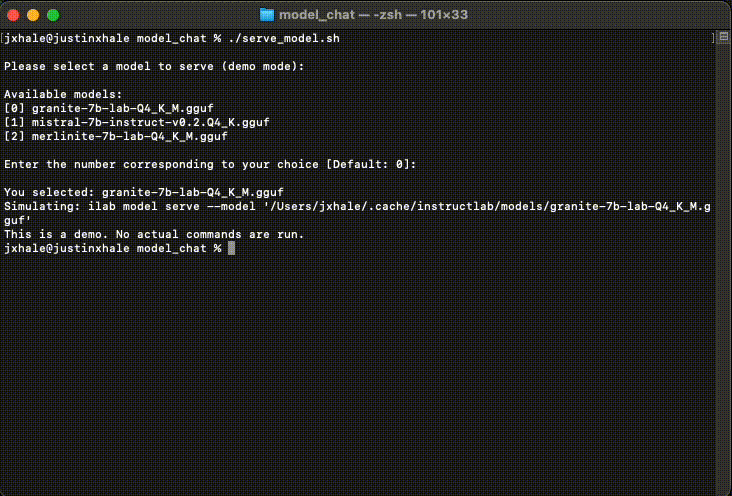 model_chat — -zsh — 101×33
[jxhale@justinxhale model_chat % ./serve_model.sh ]
Please select a model to serve (demo mode):
Available models:
[0] granite-7b-lab-Q4_K_M.gguf
[1] mistral-7b-instruct-v0.2.Q4_K.gguf
[2] merlinite-7b-lab-Q4_K_M.gguf
Enter the number corresponding to your choice [Default: 0]:
You selected: granite-7b-lab-Q4_K_M.gguf
Simulating: ilab model serve --model '/Users/jxhale/.cache/instructlab/models/granite-7b-lab-Q4_K_M.g
guf'
This is a demo. No actual commands are run.
jxhale@justinxhale model_chat %